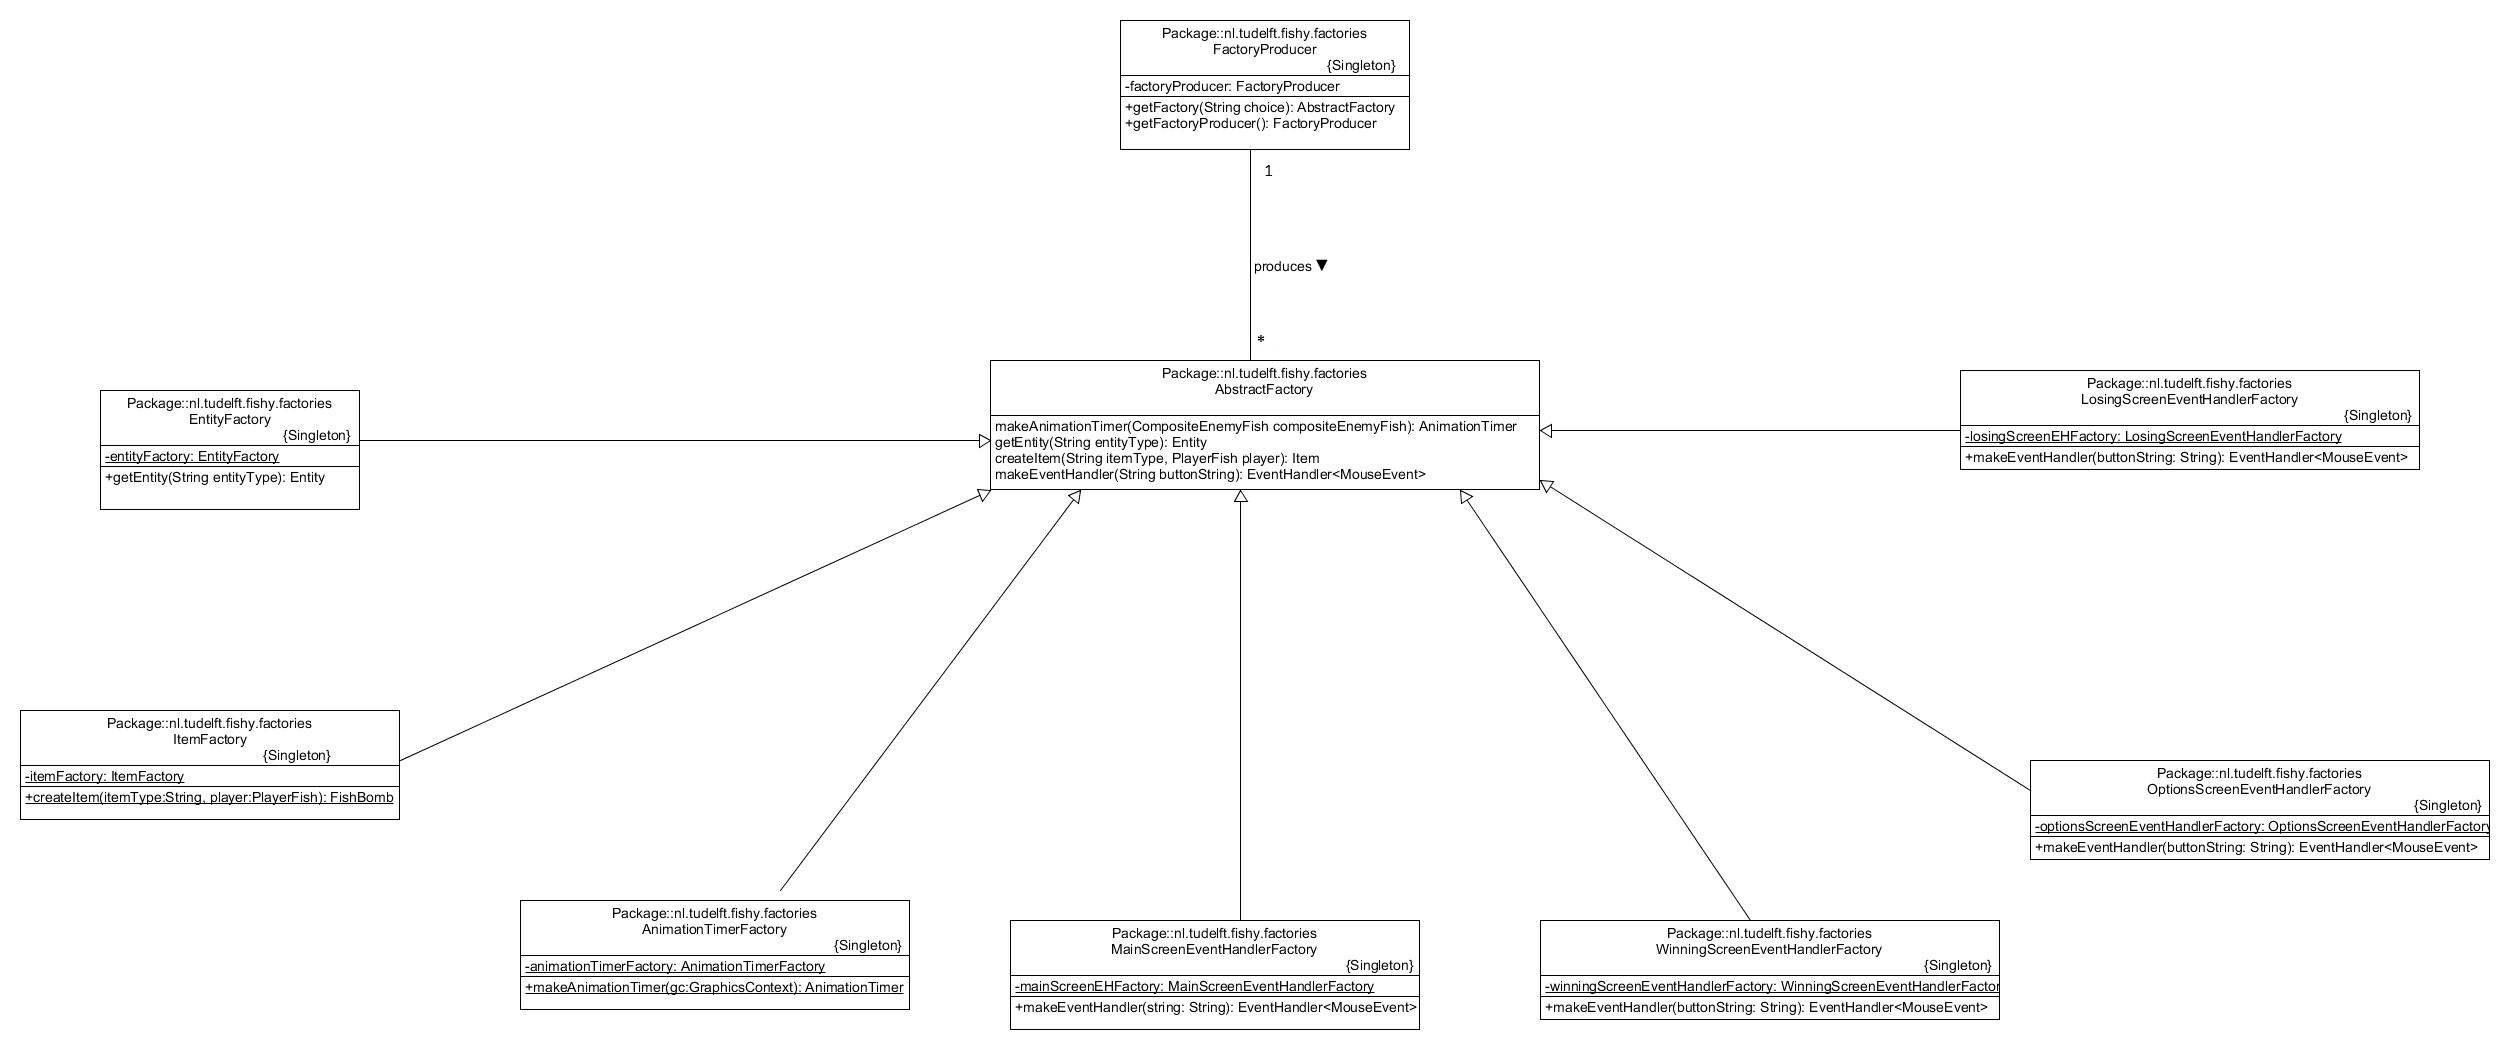 Package::nl.tudelft.fishy.factories
FactoryProducer
{Singleton}
-factoryProducer: FactoryProducer
+getFactory(String choice): AbstractFactory
+getFactoryProducer(): FactoryProducer
1
produces ▼
*
Package::nl.tudelft.fishy.factories
AbstractFactory
makeAnimationTimer(CompositeEnemyFish compositeEnemyFish): AnimationTimer
getEntity(String entityType): Entity
createItem(String itemType, PlayerFish player): Item
makeEventHandler(String buttonString): EventHandler<MouseEvent>
Package::nl.tudelft.fishy.factories
EntityFactory
{Singleton}
-entityFactory: EntityFactory
+getEntity(String entityType): Entity
Package::nl.tudelft.fishy.factories
LosingScreenEventHandlerFactory
{Singleton}
-losingScreenEHFactory: LosingScreenEventHandlerFactory
+makeEventHandler(buttonString: String): EventHandler<MouseEvent>
Package::nl.tudelft.fishy.factories
ItemFactory
{Singleton}
-itemFactory: ItemFactory
+createItem(itemType:String, player:PlayerFish): FishBomb
Package::nl.tudelft.fishy.factories
OptionsScreenEventHandlerFactory
{Singleton}
-optionsScreenEventHandlerFactory: OptionsScreenEventHandlerFactory
+makeEventHandler(buttonString: String): EventHandler<MouseEvent>
Package::nl.tudelft.fishy.factories
AnimationTimerFactory
{Singleton}
-animationTimerFactory: AnimationTimerFactory
+makeAnimationTimer(gc:GraphicsContext): AnimationTimer
Package::nl.tudelft.fishy.factories
MainScreenEventHandlerFactory
{Singleton}
-mainScreenEHFactory: MainScreenEventHandlerFactory
+makeEventHandler(string: String): EventHandler<MouseEvent>
Package::nl.tudelft.fishy.factories
WinningScreenEventHandlerFactory
{Singleton}
-winningScreenEventHandlerFactory: WinningScreenEventHandlerFactor
+makeEventHandler(buttonString: String): EventHandler<MouseEvent>